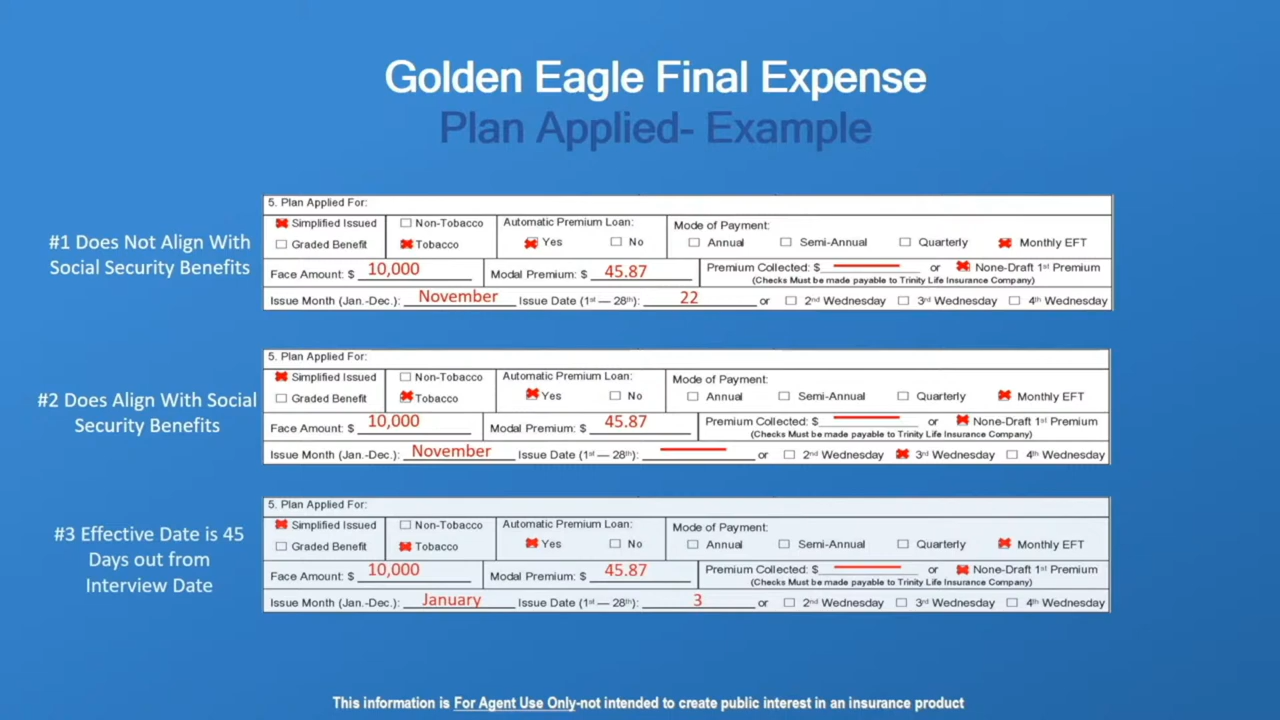 Golden Eagle Final Expense
Plan Applied- Example
#1 Does Not Align With
Social Security Benefits
5. Plan Applied For:
Simplified Issued
Non-Tobacco
Automatic Premium Loan:
Mode of Payment:
Graded Benefit
Tobacco
Yes
No
Annual
Semi-Annual
Quarterly
Monthly EFT
Face Amount: $ 10,000
Modal Premium: $ 45.87
Premium Collected: $ or None-Draft 1st Premium
(Checks Must be made payable to Trinity Life Insurance Company)
Issue Month (Jan.-Dec.): November Issue Date (1st — 28th): 22 or 2nd Wednesday 3rd Wednesday 4th Wednesday
#2 Does Align With Social
Security Benefits
5. Plan Applied For:
Simplified Issued
Non-Tobacco
Automatic Premium Loan:
Mode of Payment:
Graded Benefit
Tobacco
Yes
No
Annual
Semi-Annual
Quarterly
Monthly EFT
Face Amount: $ 10,000
Modal Premium: $ 45.87
Premium Collected: $ or None-Draft 1st Premium
(Checks Must be made payable to Trinity Life Insurance Company)
Issue Month (Jan.-Dec.): November Issue Date (1st — 28th): or 2nd Wednesday 3rd Wednesday 4th Wednesday
#3 Effective Date is 45
Days out from
Interview Date
5. Plan Applied For:
Simplified Issued
Non-Tobacco
Automatic Premium Loan:
Mode of Payment:
Graded Benefit
Tobacco
Yes
No
Annual
Semi-Annual
Quarterly
Monthly EFT
Face Amount: $ 10,000
Modal Premium: $ 45.87
Premium Collected: $ or None-Draft 1st Premium
(Checks Must be made payable to Trinity Life Insurance Company)
Issue Month (Jan.-Dec.): January Issue Date (1st — 28th): 3 or 2nd Wednesday 3rd Wednesday 4th Wednesday
This information is For Agent Use Only-not intended to create public interest in an insurance product